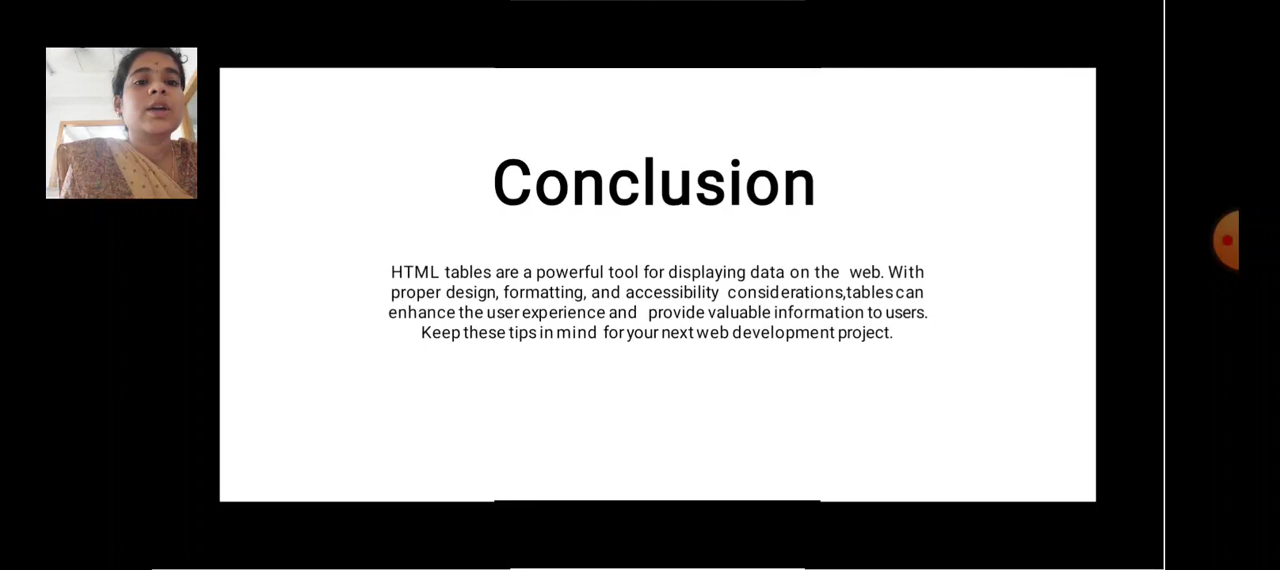 Conclusion
HTML tables are a powerful tool for displaying data on the web. With
proper design, formatting, and accessibility considerations,tables can
enhance the user experience and provide valuable information to users.
Keep these tips in mind for your next web development project.